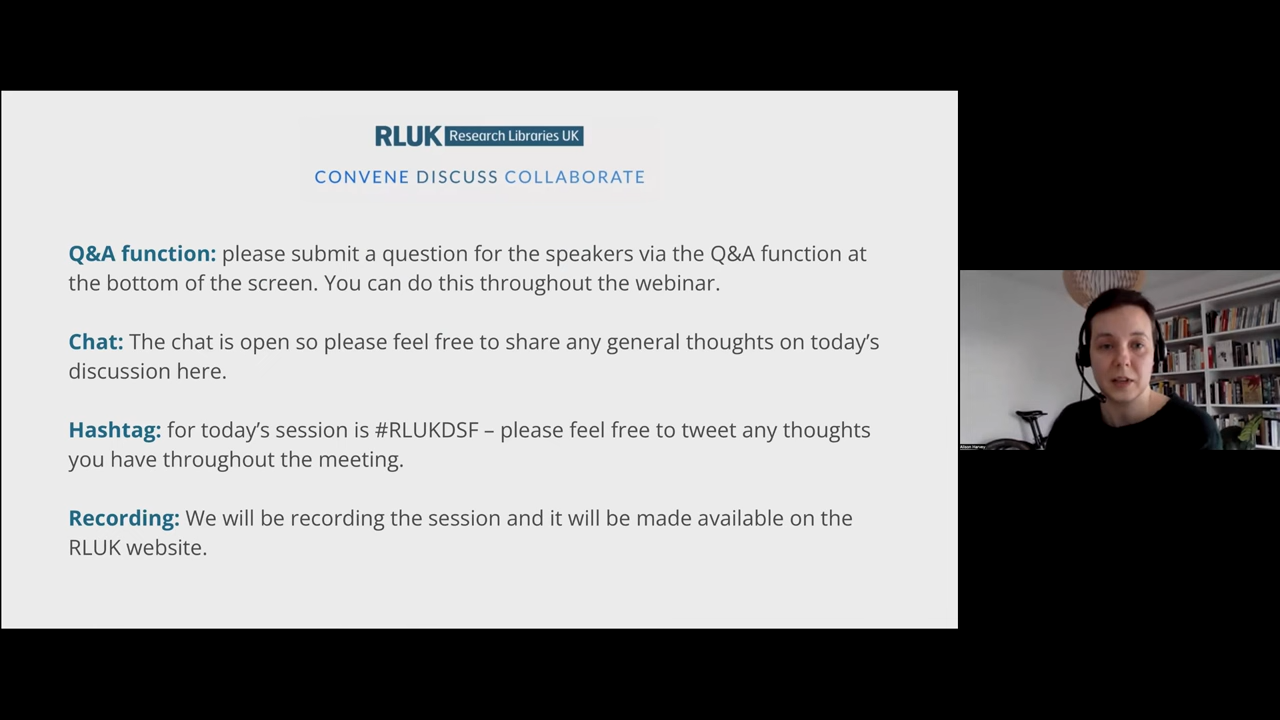 RLUK Research Libraries UK
CONVENE DISCUSS COLLABORATE
Q&A function: please submit a question for the speakers via the Q&A function at
the bottom of the screen. You can do this throughout the webinar.
Chat: The chat is open so please feel free to share any general thoughts on today’s
discussion here.
Hashtag: for today’s session is #RLUKDSF – please feel free to tweet any thoughts
you have throughout the meeting.
Recording: We will be recording the session and it will be made available on the
RLUK website.
Alison Harvey